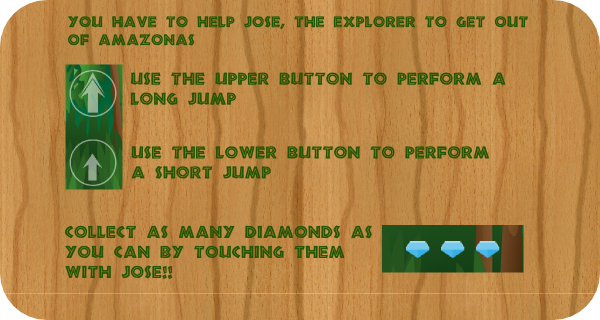 YOU HAVE TO HELP JOSE, THE EXPLORER TO GET OUT
OF AMAZONAS
USE THE UPPER BUTTON TO PERFORM A
LONG JUMP
USE THE LOWER BUTTON TO PERFORM
A SHORT JUMP
COLLECT AS MANY DIAMONDS AS
YOU CAN BY TOUCHING THEM
WITH JOSE!!